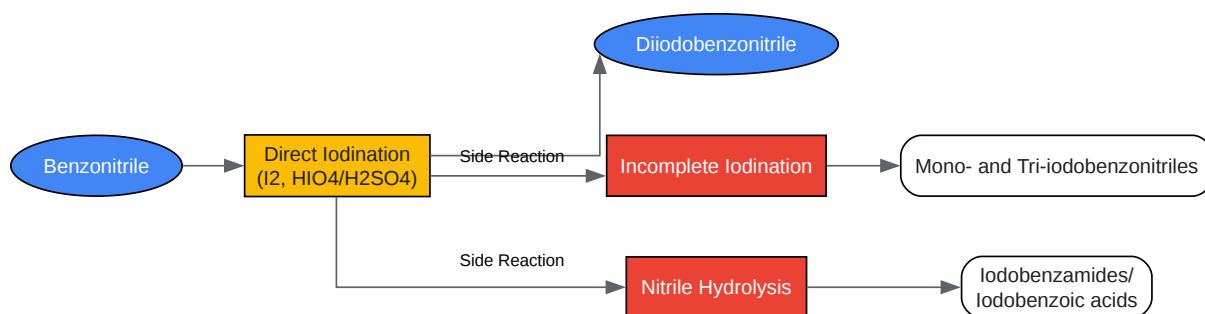 Diiodobenzonitrile
Benzonitrile
Direct Iodination
(I2, HIO4/H2SO4)
Side Reaction
Incomplete Iodination
Mono- and Tri-iodobenzonitriles
Side Reaction
Nitrile Hydrolysis
Iodobenzamides/
Iodobenzoic acids